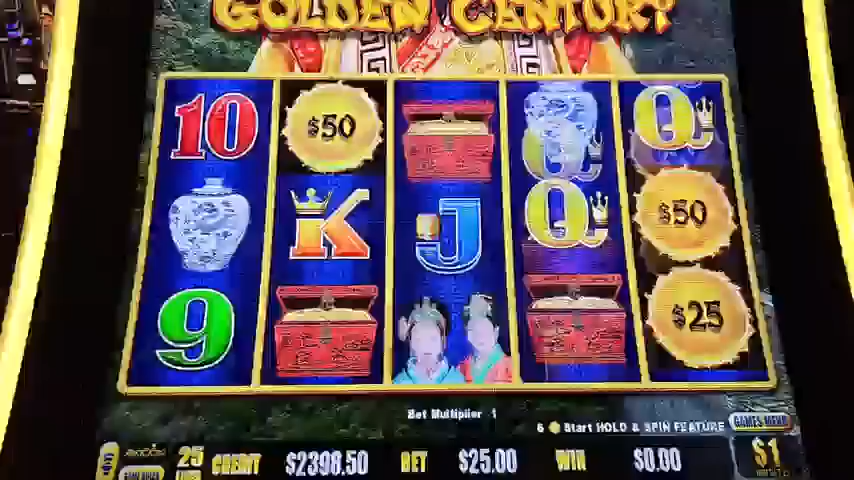 GOLDEN CENTURY
10 $50 Q
K J Q $50
9 $25
Bet Multiplier 1
6 Start HOLD & SPIN FEATURE GAMES MENU
25 CREDIT $2398.50 BET $25.00 WIN $0.00 $1